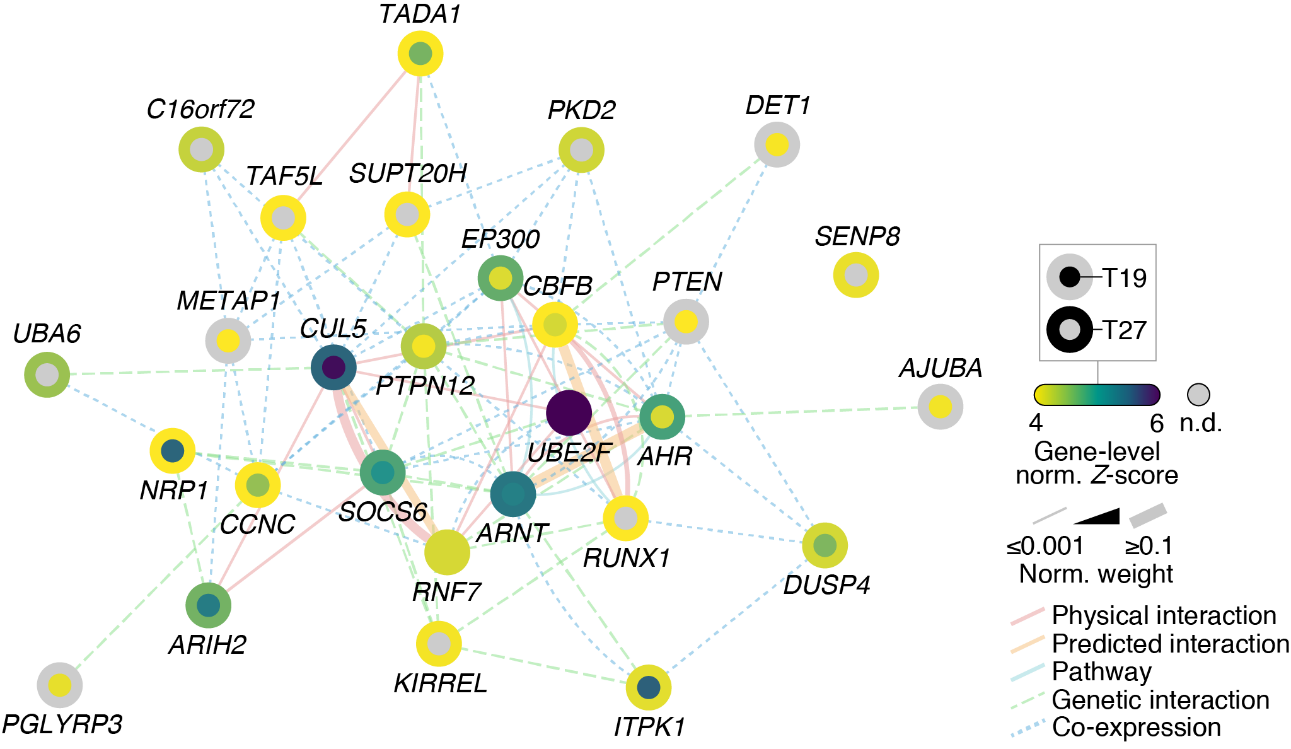 TADA1
C16orf72
PKD2
DET1
TAF5L
SUPT20H
EP300
SENP8
CBFB
PTEN
METAP1
CUL5
UBA6
PTPN12
AJUBA
UBE2F
AHR
NRP1
CCNC
SOCS6
ARNT
RUNX1
RNF7
DUSP4
ARIH2
KIRREL
PGLYRP3
ITPK1
T19
T27
4
6
n.d.
Gene-level
norm. Z-score
≤0.001
≥0.1
Norm. weight
Physical interaction
Predicted interaction
Pathway
Genetic interaction
Co-expression